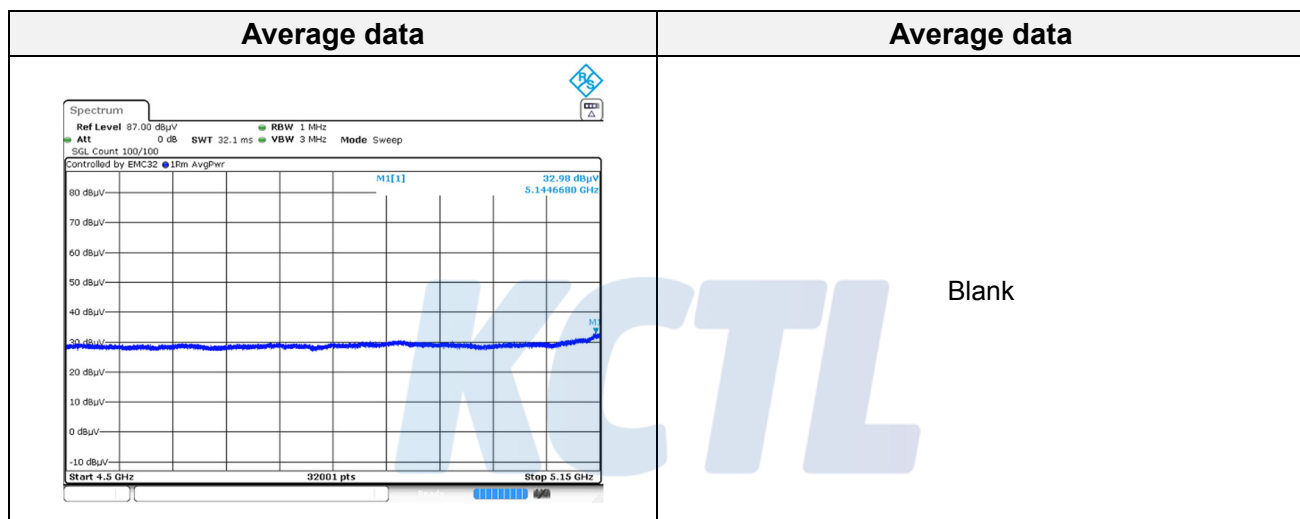 Average data
Average data
R&S
Spectrum
Ref Level 87.00 dBµV RBW 1 MHz
Att 0 dB SWT 32.1 ms VBW 3 MHz Mode Sweep
SGL Count 100/100
Controlled by EMC32 1Rm AvgPwr
M1[1] 32.98 dBµV
5.1446680 GHz
80 dBµV
70 dBµV
60 dBµV
50 dBµV
40 dBµV
M1
30 dBµV
20 dBµV
10 dBµV
0 dBµV
-10 dBµV
Start 4.5 GHz 32001 pts Stop 5.15 GHz
Ready
Blank
KCTL